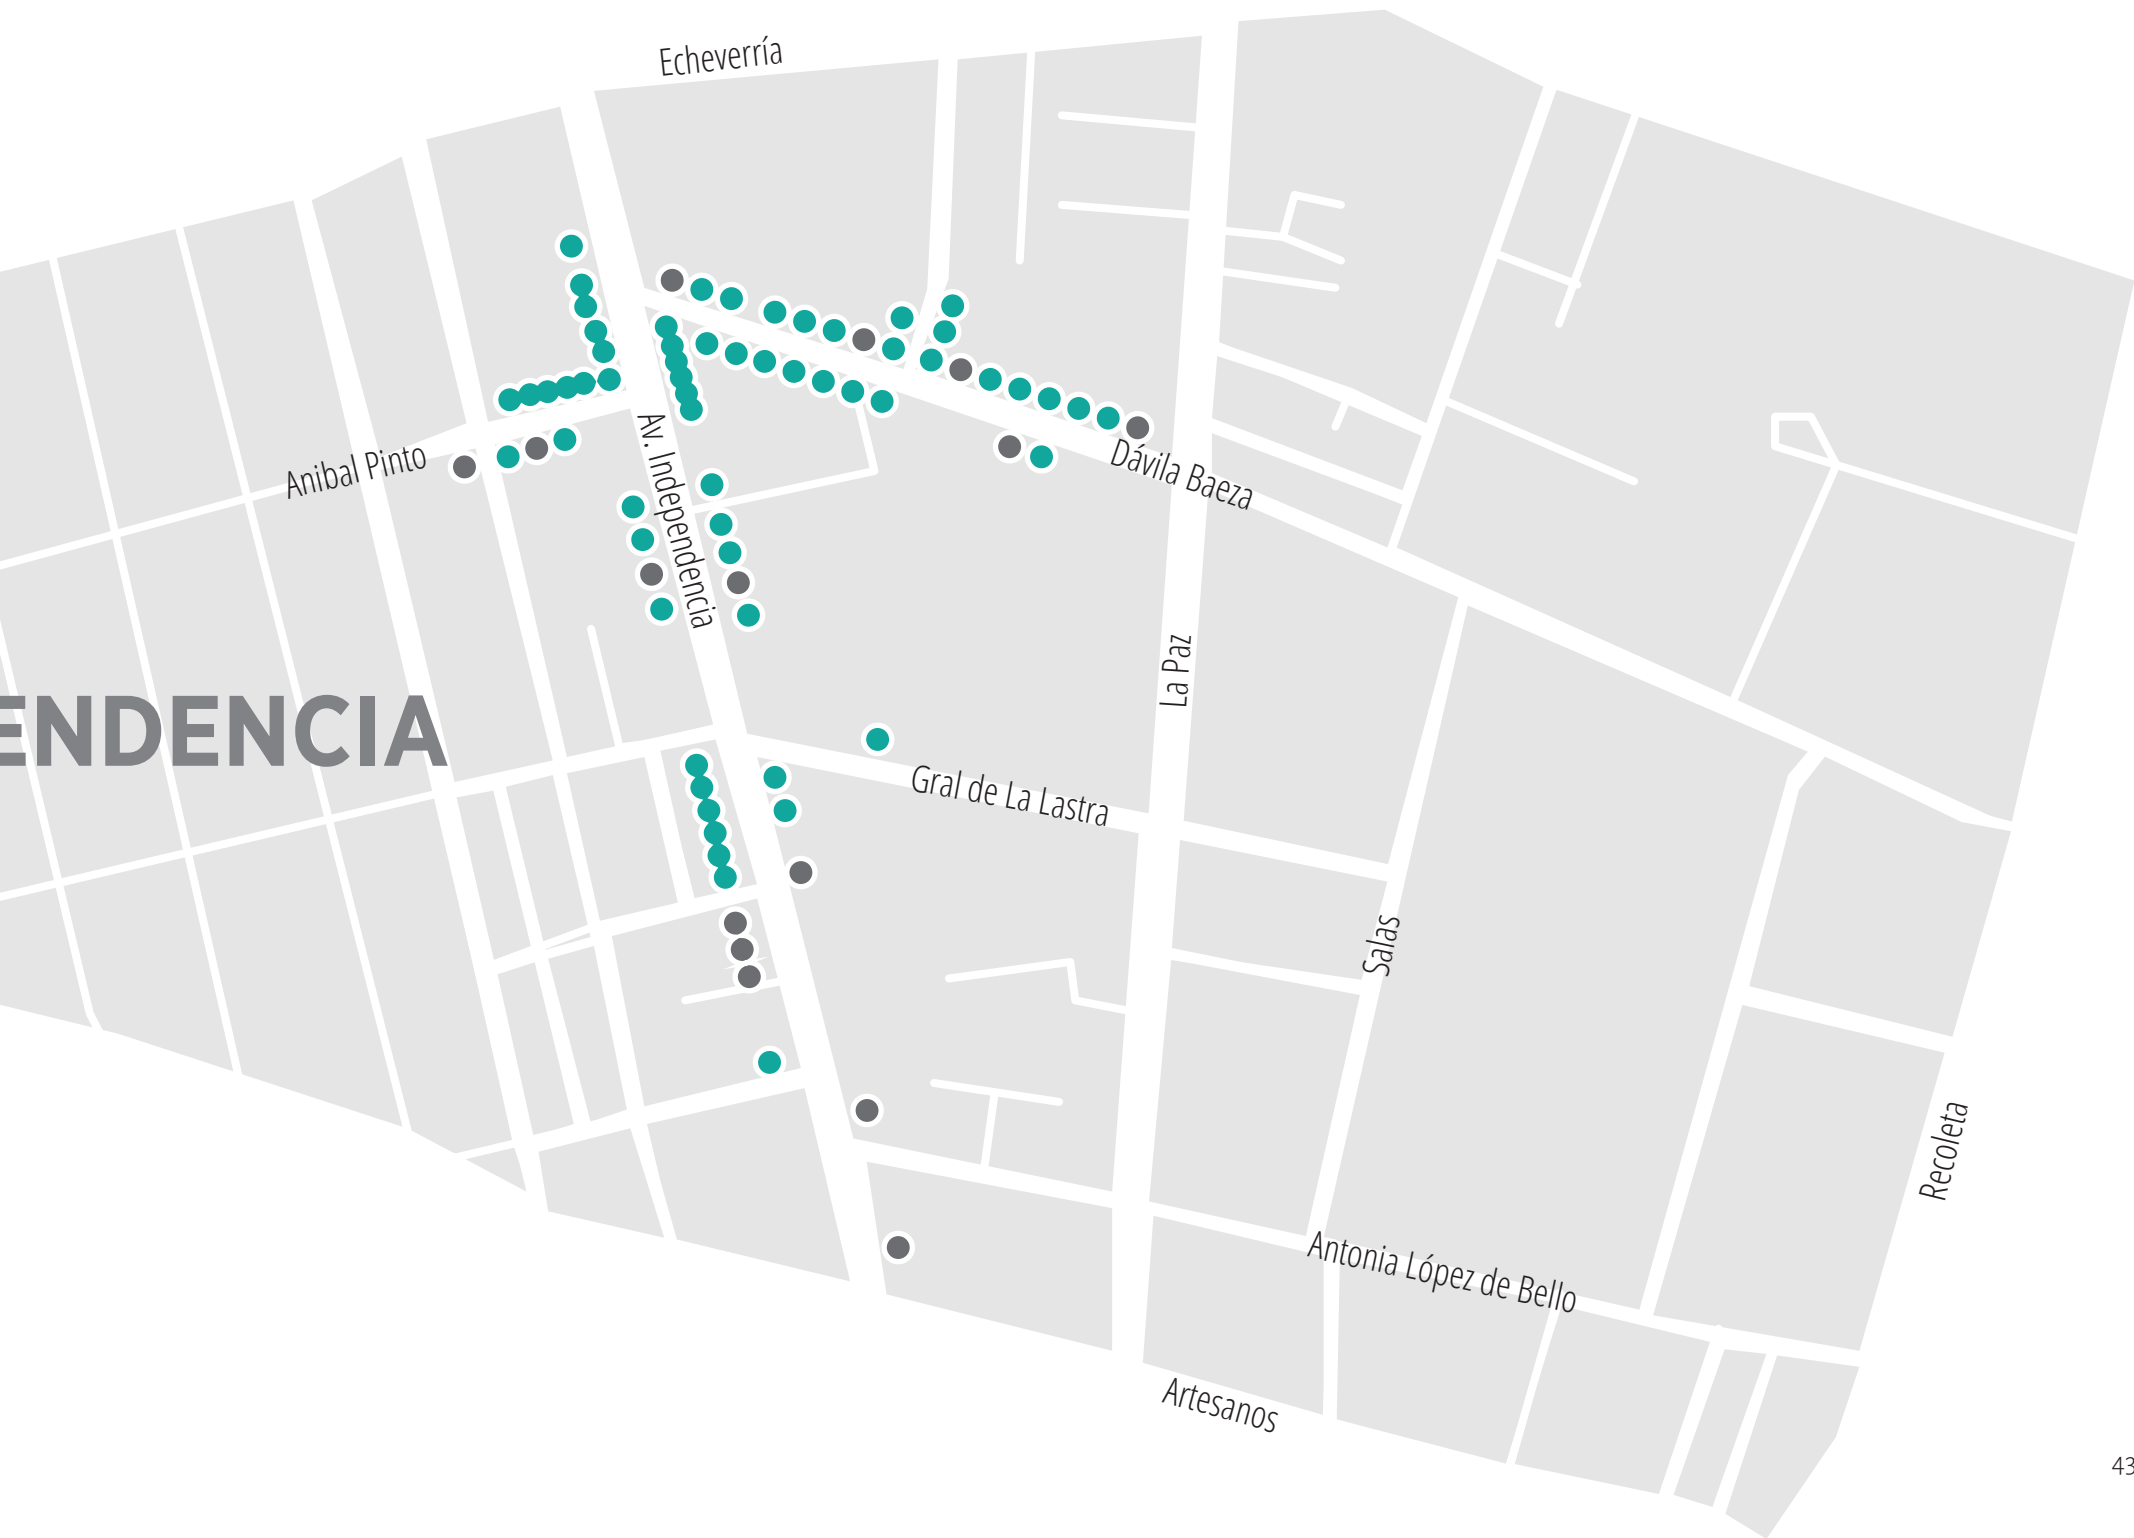 Echeverría
Anibal Pinto
Av. Independencia
Dávila Baeza
La Paz
ENDENCIA
Gral de La Lastra
Salas
Recoleta
Antonia López de Bello
Artesanos
43